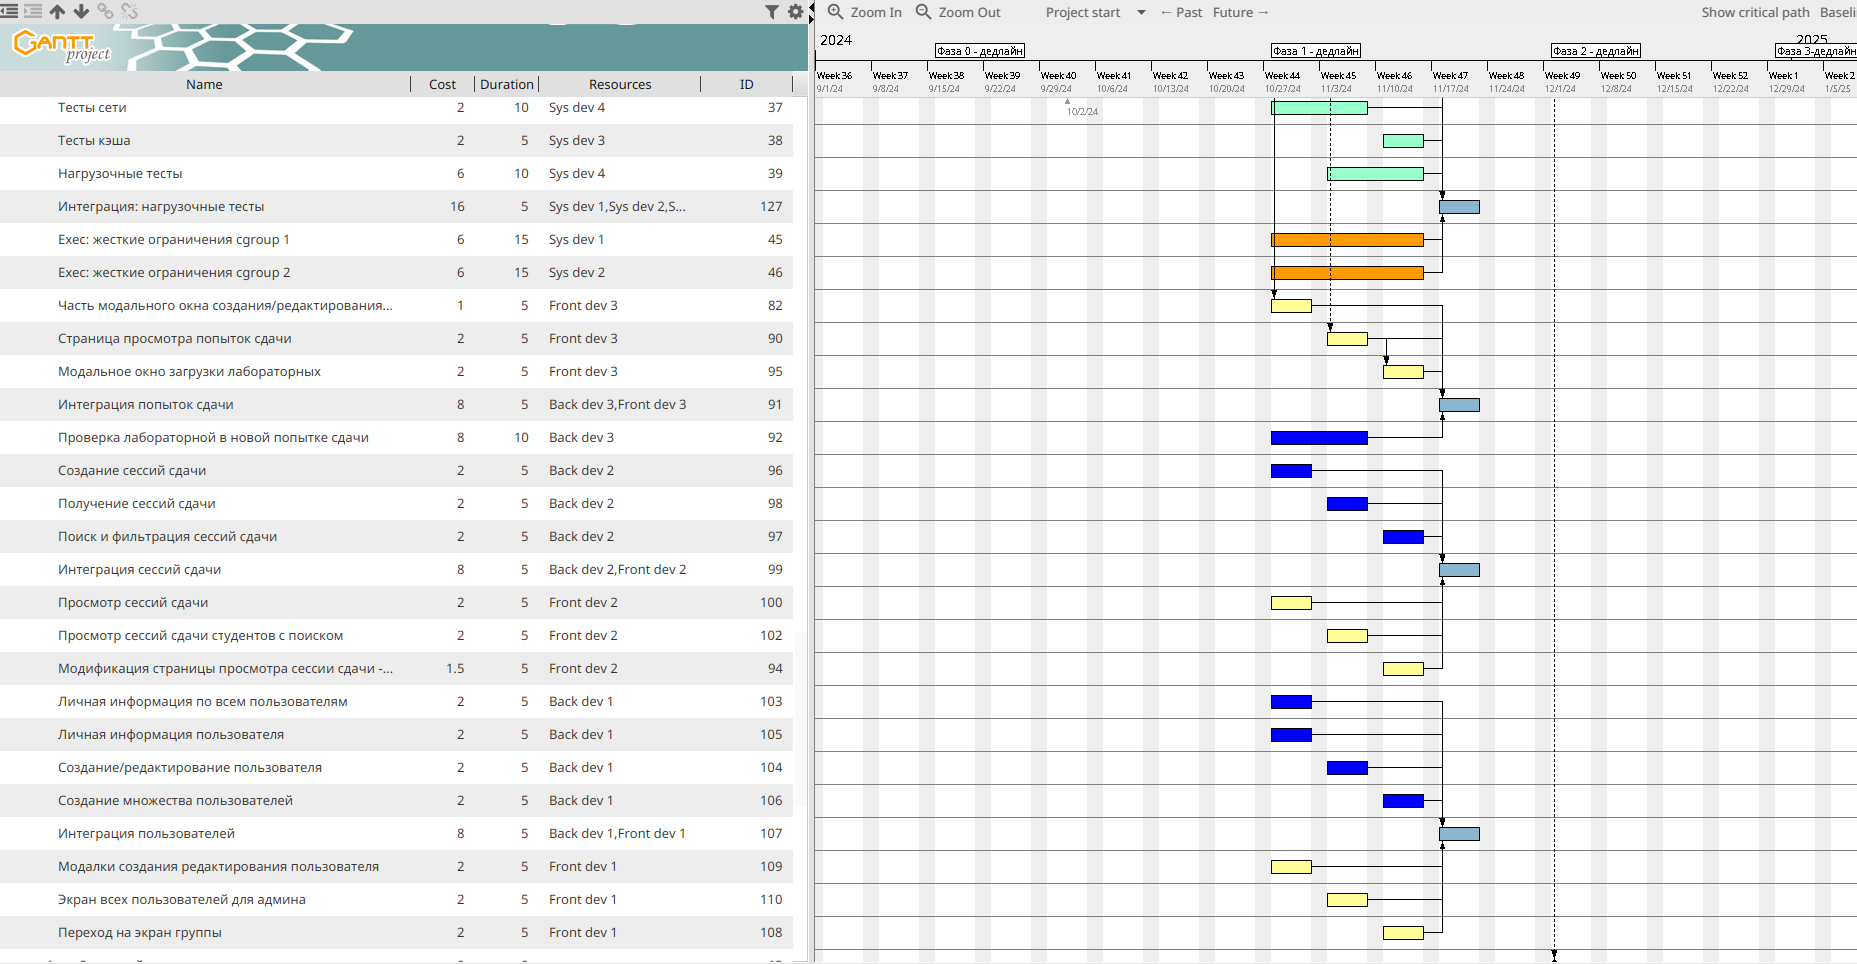 Zoom In Zoom Out Project start ← Past Future → Show critical path Baseli
GANTT project
2024 2025
Фаза 0 - дедлайн Фаза 1 - дедлайн Фаза 2 - дедлайн Фаза 3-дедлайн
Name Cost Duration Resources ID
Week 36 Week 37 Week 38 Week 39 Week 40 Week 41 Week 42 Week 43 Week 44 Week 45 Week 46 Week 47 Week 48 Week 49 Week 50 Week 51 Week 52 Week 1 Week 2
9/1/24 9/8/24 9/15/24 9/22/24 9/29/24 10/6/24 10/13/24 10/20/24 10/27/24 11/3/24 11/10/24 11/17/24 11/24/24 12/1/24 12/8/24 12/15/24 12/22/24 12/29/24 1/5/25
10/2/24
Тесты сети 2 10 Sys dev 4 37
Тесты кэша 2 5 Sys dev 3 38
Нагрузочные тесты 6 10 Sys dev 4 39
Интеграция: нагрузочные тесты 16 5 Sys dev 1,Sys dev 2,S... 127
Exec: жесткие ограничения cgroup 1 6 15 Sys dev 1 45
Exec: жесткие ограничения cgroup 2 6 15 Sys dev 2 46
Часть модального окна создания/редактирования... 1 5 Front dev 3 82
Страница просмотра попыток сдачи 2 5 Front dev 3 90
Модальное окно загрузки лабораторных 2 5 Front dev 3 95
Интеграция попыток сдачи 8 5 Back dev 3,Front dev 3 91
Проверка лабораторной в новой попытке сдачи 8 10 Back dev 3 92
Создание сессий сдачи 2 5 Back dev 2 96
Получение сессий сдачи 2 5 Back dev 2 98
Поиск и фильтрация сессий сдачи 2 5 Back dev 2 97
Интеграция сессий сдачи 8 5 Back dev 2,Front dev 2 99
Просмотр сессий сдачи 2 5 Front dev 2 100
Просмотр сессий сдачи студентов с поиском 2 5 Front dev 2 102
Модификация страницы просмотра сессии сдачи -... 1.5 5 Front dev 2 94
Личная информация по всем пользователям 2 5 Back dev 1 103
Личная информация пользователя 2 5 Back dev 1 105
Создание/редактирование пользователя 2 5 Back dev 1 104
Создание множества пользователей 2 5 Back dev 1 106
Интеграция пользователей 8 5 Back dev 1,Front dev 1 107
Модалки создания редактирования пользователя 2 5 Front dev 1 109
Экран всех пользователей для админа 2 5 Front dev 1 110
Переход на экран группы 2 5 Front dev 1 108